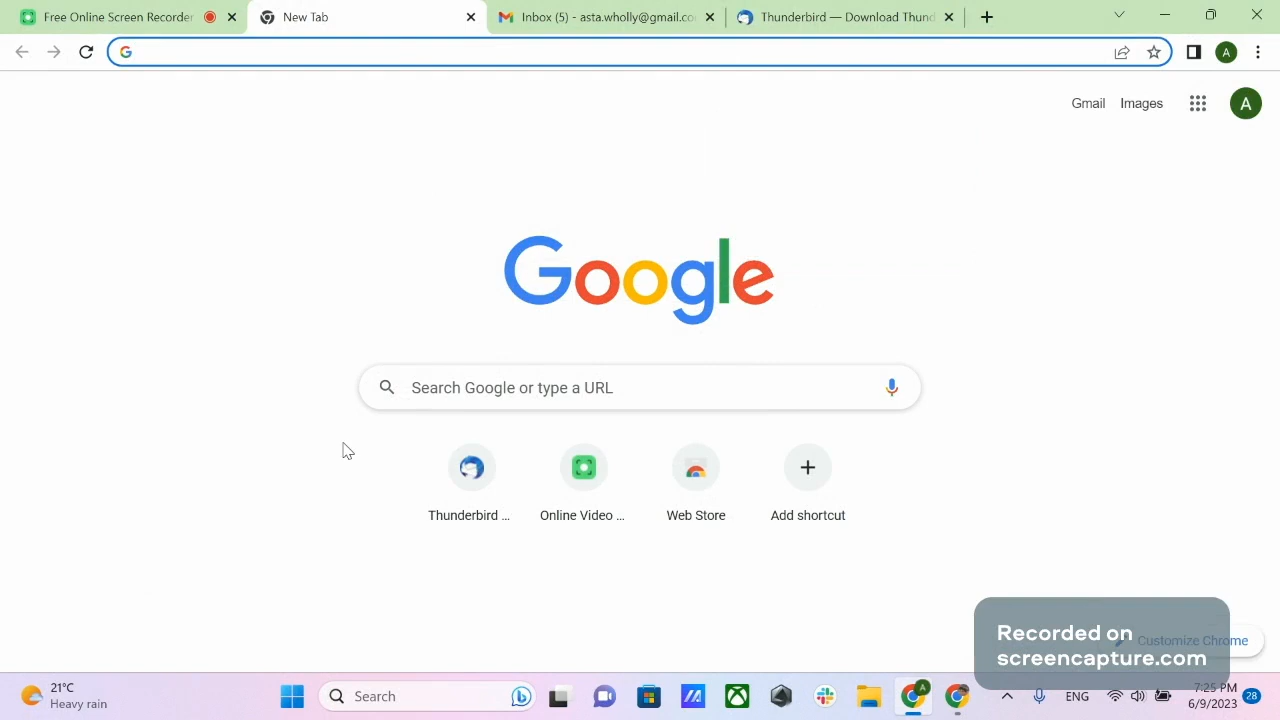 Free Online Screen Recorder
New Tab
Inbox (5) - asta.wholly@gmail.co
Thunderbird — Download Thund
A
Gmail
Images
A
Google
Search Google or type a URL
Thunderbird ...
Online Video ...
Web Store
Add shortcut
Recorded on
screencapture.com
Customize Chrome
21°C
Heavy rain
Search
A
ENG
7:25 PM
6/9/2023
28